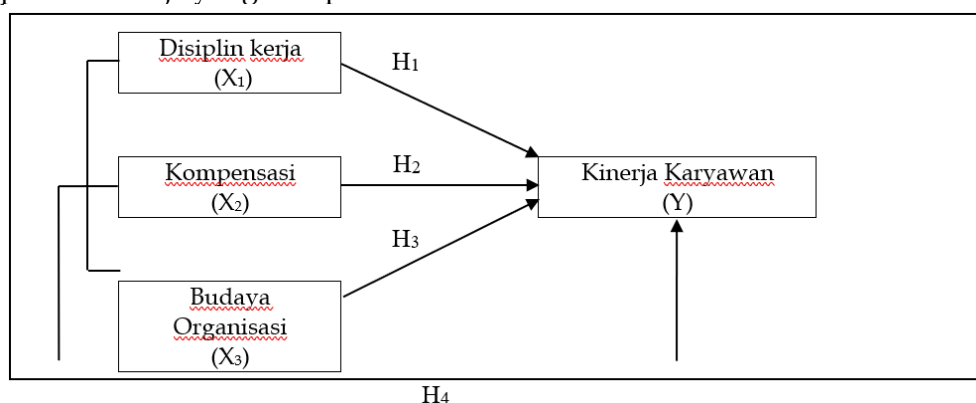 Disiplin kerja
(X₁)
H₁
Kompensasi
(X₂)
H₂
Kinerja Karyawan
(Y)
H₃
Budaya
Organisasi
(X₃)
H₄